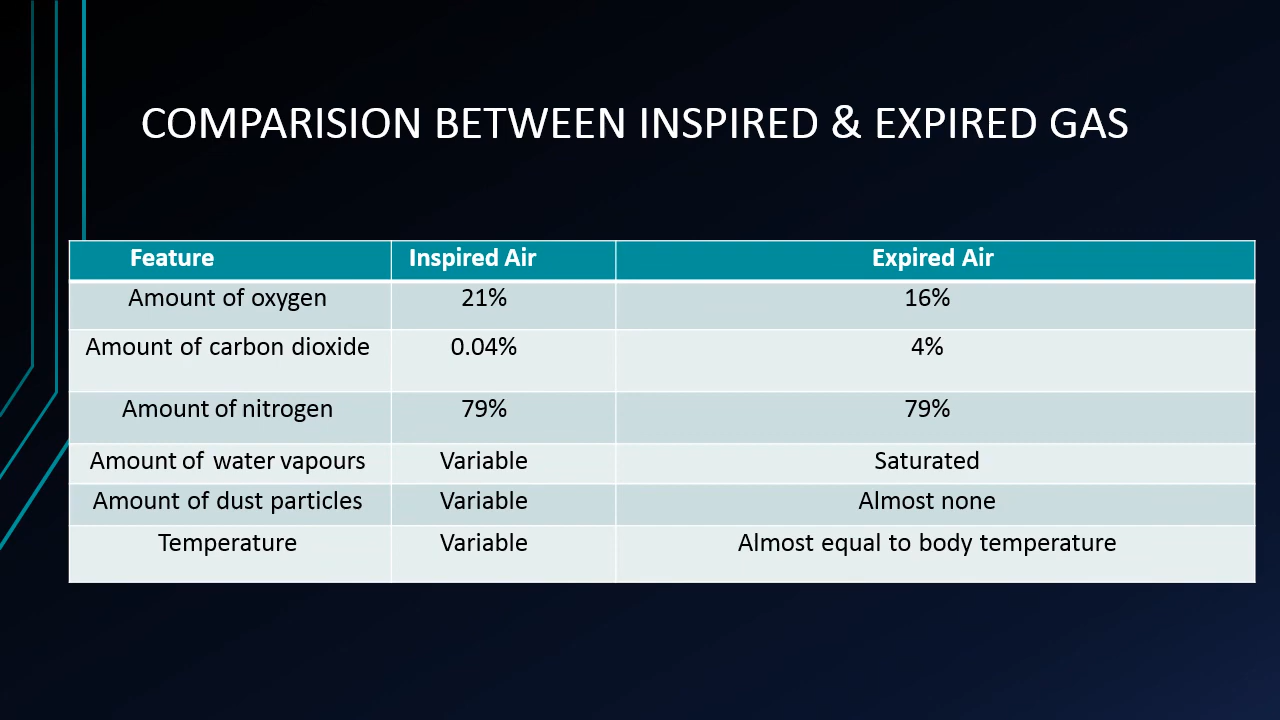 COMPARISION BETWEEN INSPIRED & EXPIRED GAS
Feature Inspired Air Expired Air
Amount of oxygen 21% 16%
Amount of carbon dioxide 0.04% 4%
Amount of nitrogen 79% 79%
Amount of water vapours Variable Saturated
Amount of dust particles Variable Almost none
Temperature Variable Almost equal to body temperature